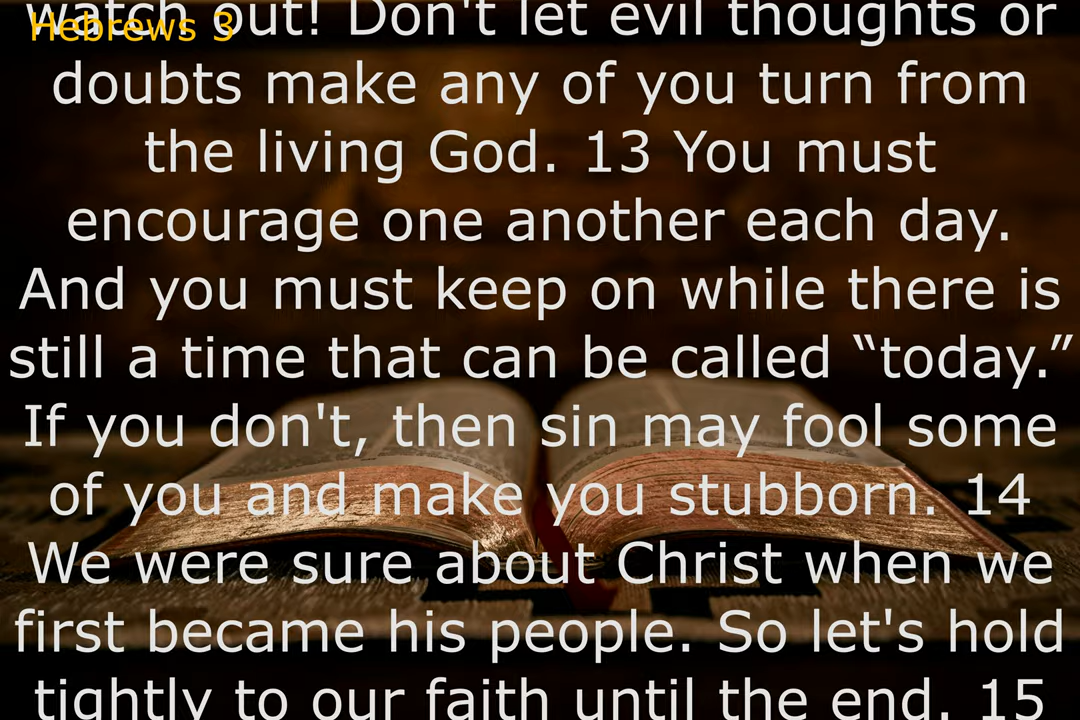 Hebrews 3
watch out! Don't let evil thoughts or
doubts make any of you turn from
the living God. 13 You must
encourage one another each day.
And you must keep on while there is
still a time that can be called “today.”
If you don't, then sin may fool some
of you and make you stubborn. 14
We were sure about Christ when we
first became his people. So let's hold
tightly to our faith until the end. 15